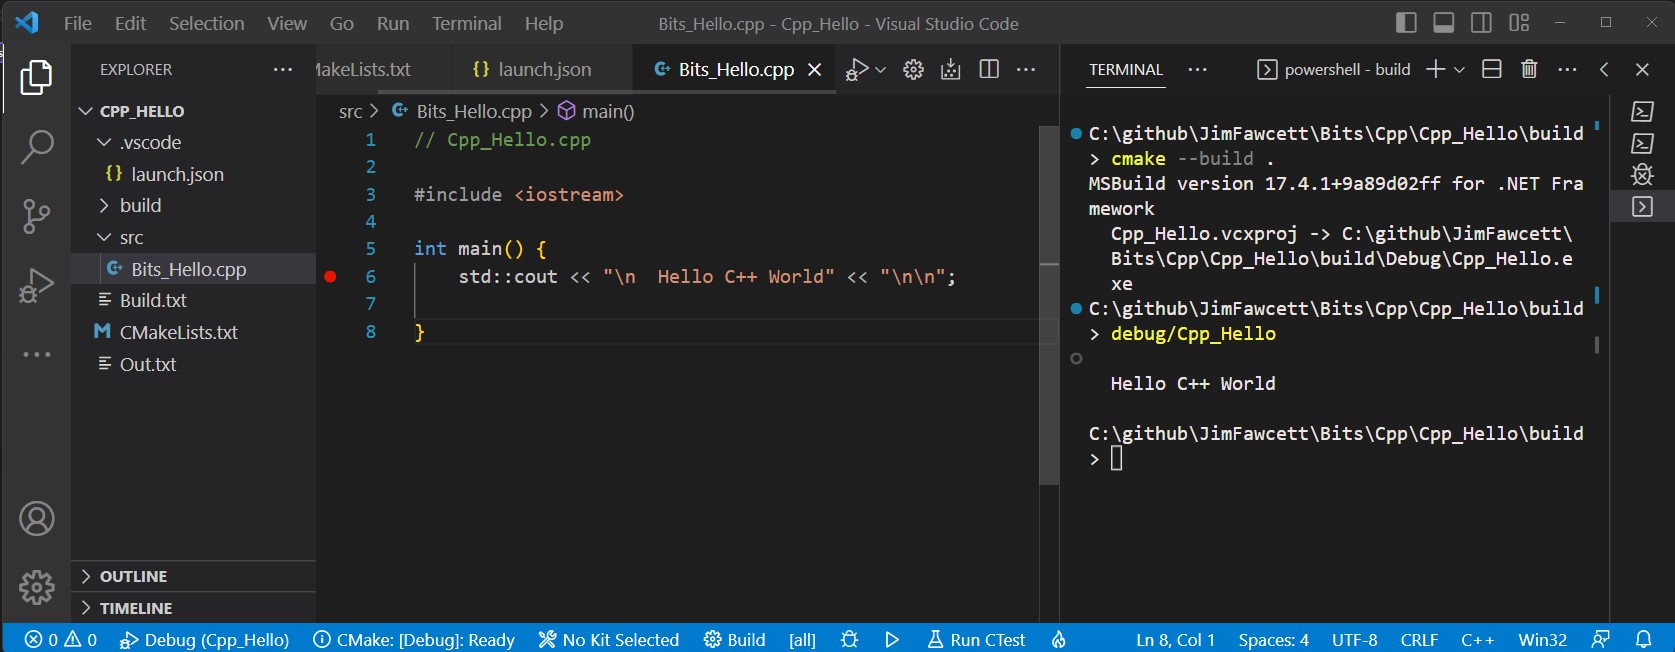 File Edit Selection View Go Run Terminal Help Bits_Hello.cpp - Cpp_Hello - Visual Studio Code
EXPLORER
CPP_HELLO
.vscode
{} launch.json
build
src
Bits_Hello.cpp
Build.txt
CMakeLists.txt
Out.txt
OUTLINE
TIMELINE
MakeLists.txt {} launch.json Bits_Hello.cpp
src > Bits_Hello.cpp > main()
1 // Cpp_Hello.cpp
2
3 #include <iostream>
4
5 int main() {
6 std::cout << "\n  Hello C++ World" << "\n\n";
7
8 }
TERMINAL powershell - build
C:\github\JimFawcett\Bits\Cpp\Cpp_Hello\build
> cmake --build .
MSBuild version 17.4.1+9a89d02ff for .NET Fra
mework
Cpp_Hello.vcxproj -> C:\github\JimFawcett\
Bits\Cpp\Cpp_Hello\build\Debug\Cpp_Hello.e
xe
C:\github\JimFawcett\Bits\Cpp\Cpp_Hello\build
> debug/Cpp_Hello
Hello C++ World
C:\github\JimFawcett\Bits\Cpp\Cpp_Hello\build
>
0 0 Debug (Cpp_Hello) CMake: [Debug]: Ready No Kit Selected Build [all] Run CTest Ln 8, Col 1 Spaces: 4 UTF-8 CRLF C++ Win32